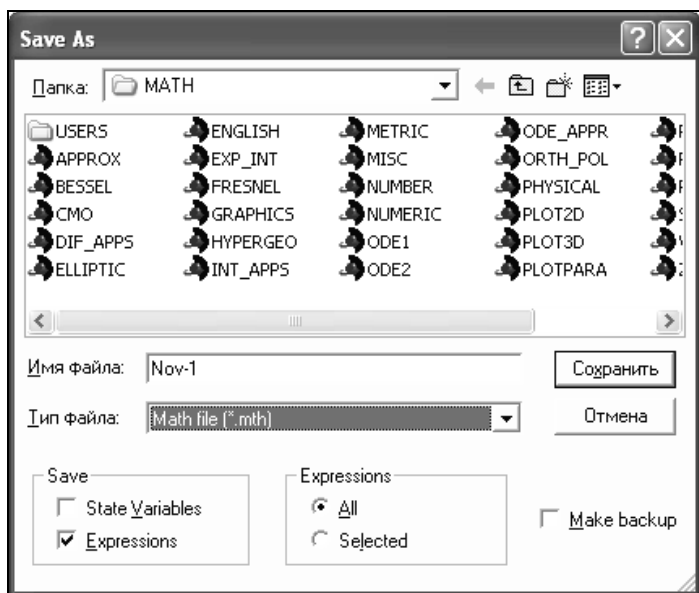 Save As
Папка: MATH
USERS ENGLISH METRIC ODE_APPR
APPROX EXP_INT MISC ORTH_POL
BESSEL FRESNEL NUMBER PHYSICAL
CMO GRAPHICS NUMERIC PLOT2D
DIF_APPS HYPERGEO ODE1 PLOT3D
ELLIPTIC INT_APPS ODE2 PLOTPARA
Имя файла: Nov-1 Сохранить
Тип файла: Math file (*.mth) Отмена
Save Expressions
State Variables All
Expressions Selected
Make backup